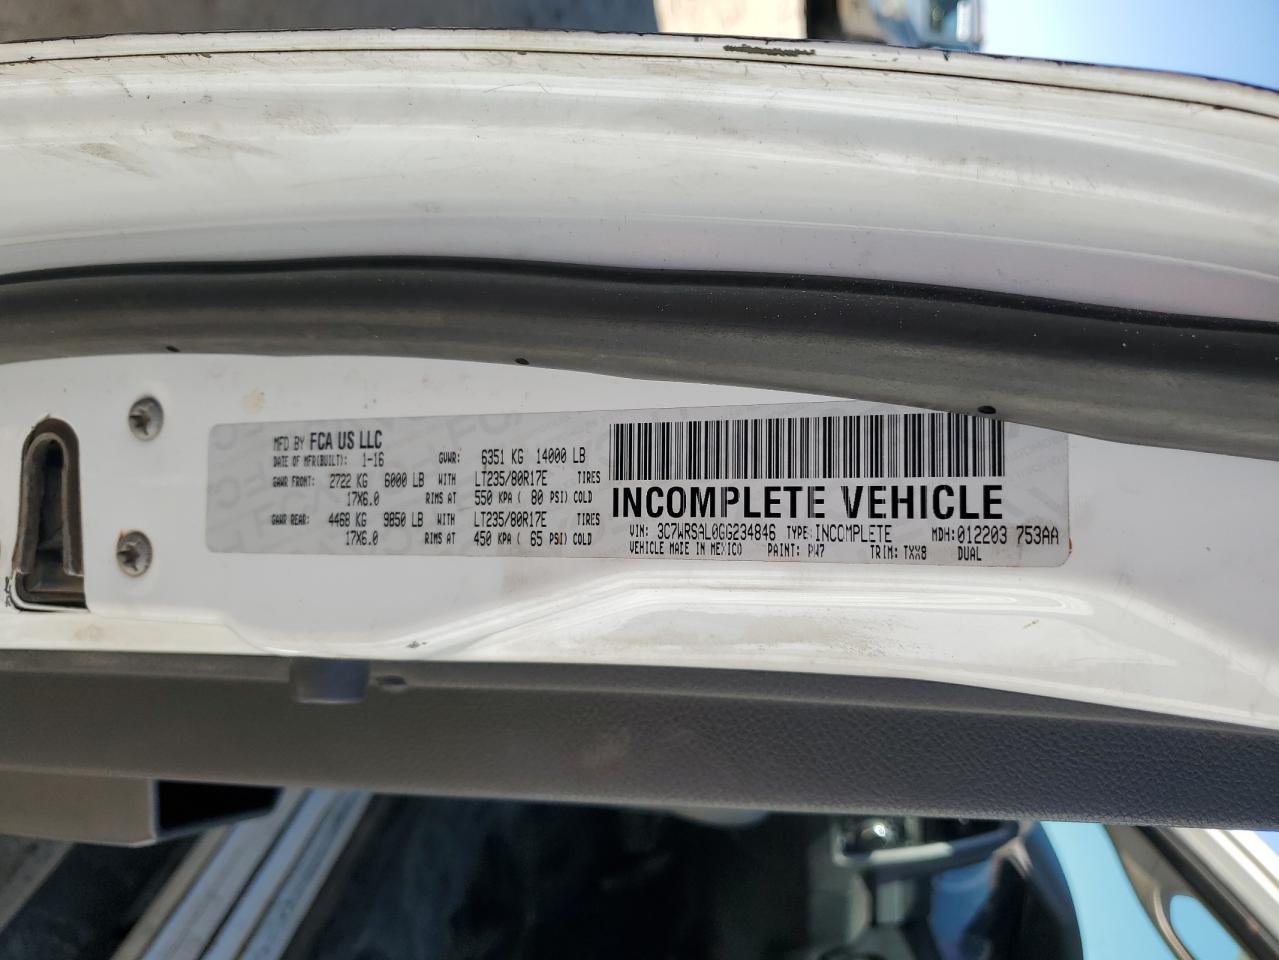 MFD BY FCA US LLC
DATE OF MFR(BUILT): 1-16 GVWR: 6351 KG 14000 LB
GAWR FRONT: 2722 KG 6000 LB WITH LT235/80R17E TIRES
17X6.0 RIMS AT 550 KPA ( 80 PSI) COLD
GAWR REAR: 4468 KG 9850 LB WITH LT235/80R17E TIRES
17X6.0 RIMS AT 450 KPA ( 65 PSI) COLD
INCOMPLETE VEHICLE
VIN: 3C7WRSAL0GG234846 TYPE: INCOMPLETE MDH: 012203 753AA
VEHICLE MADE IN MEXICO PAINT: PW7 TRIM: TXX8 DUAL